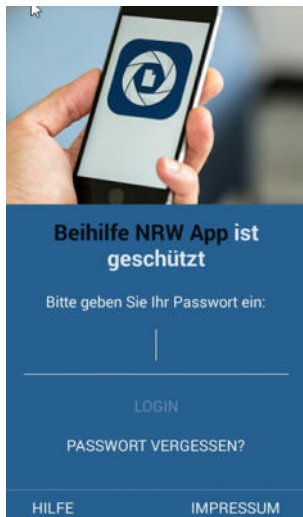 Beihilfe NRW App ist
geschützt
Bitte geben Sie Ihr Passwort ein:
LOGIN
PASSWORT VERGESSEN?
HILFE IMPRESSUM